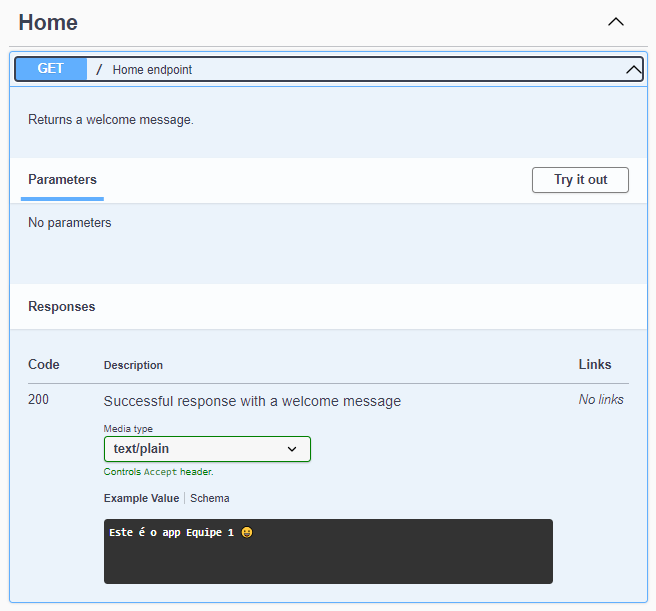 Home
GET / Home endpoint
Returns a welcome message.
Parameters
Try it out
No parameters
Responses
Code Description Links
200 Successful response with a welcome message No links
Media type
text/plain
Controls Accept header.
Example Value Schema
Este é o app Equipe 1 😀